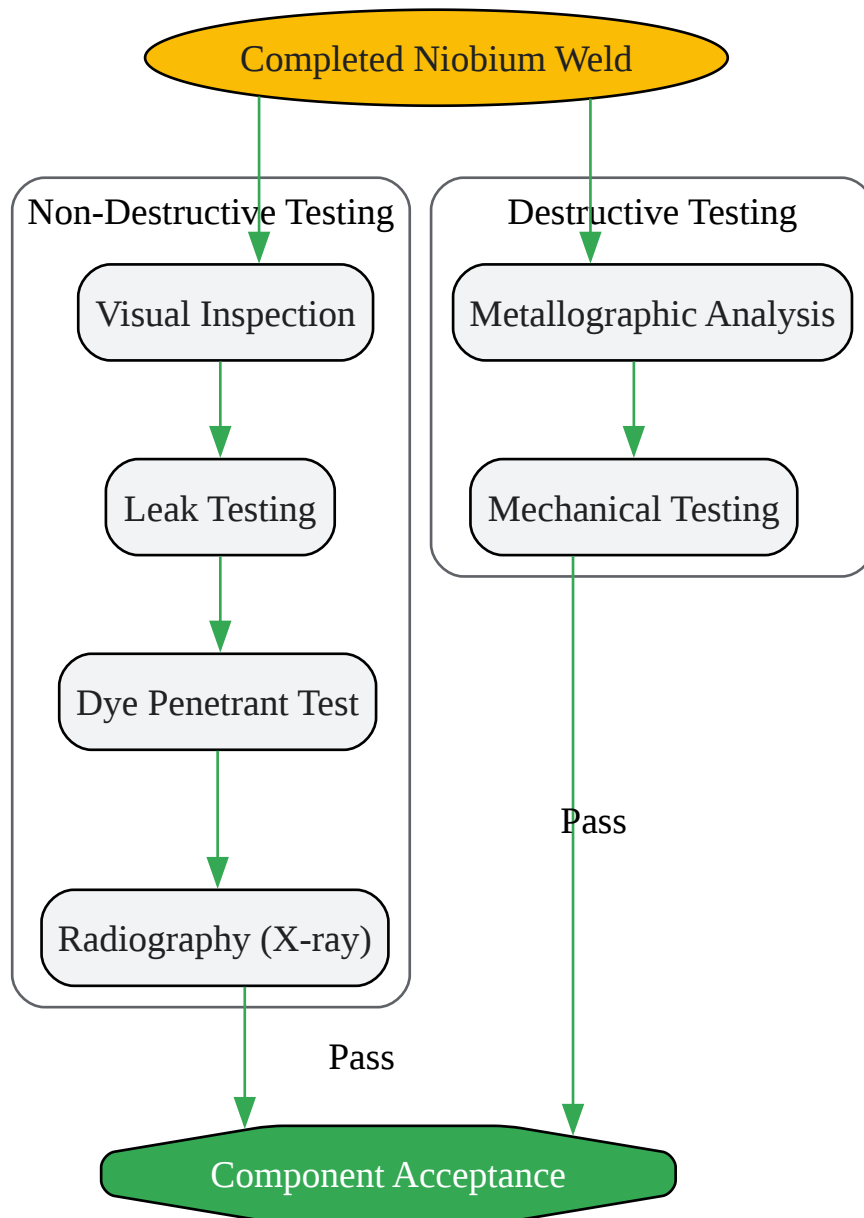 Completed Niobium Weld
Non-Destructive Testing
Visual Inspection
Leak Testing
Dye Penetrant Test
Radiography (X-ray)
Pass
Destructive Testing
Metallographic Analysis
Mechanical Testing
Pass
Component Acceptance